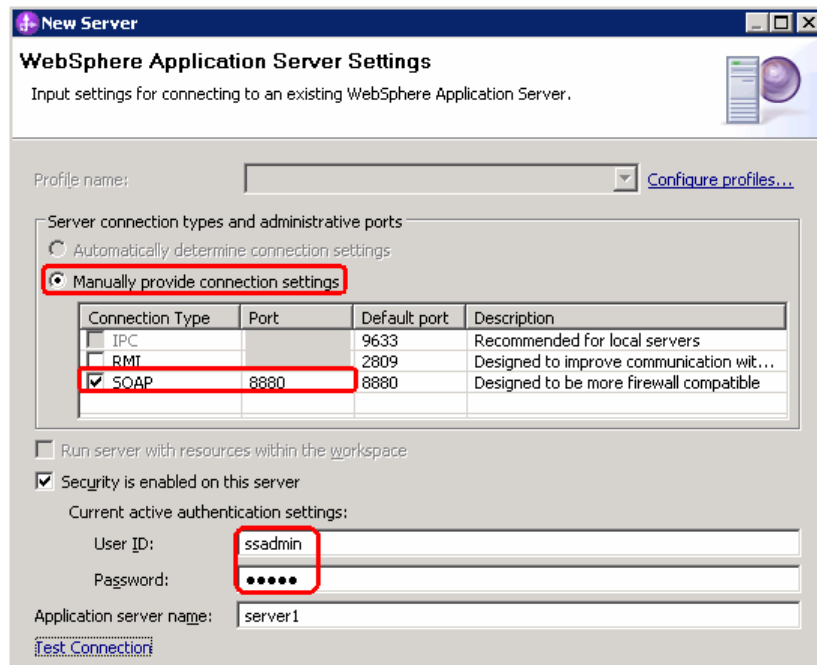 New Server
WebSphere Application Server Settings
Input settings for connecting to an existing WebSphere Application Server.
Profile name: Configure profiles...
Server connection types and administrative ports
Automatically determine connection settings
Manually provide connection settings
Connection Type Port Default port Description
IPC 9633 Recommended for local servers
RMI 2809 Designed to improve communication wit...
SOAP 8880 8880 Designed to be more firewall compatible
Run server with resources within the workspace
Security is enabled on this server
Current active authentication settings:
User ID: ssadmin
Password: •••••
Application server name: server1
Test Connection